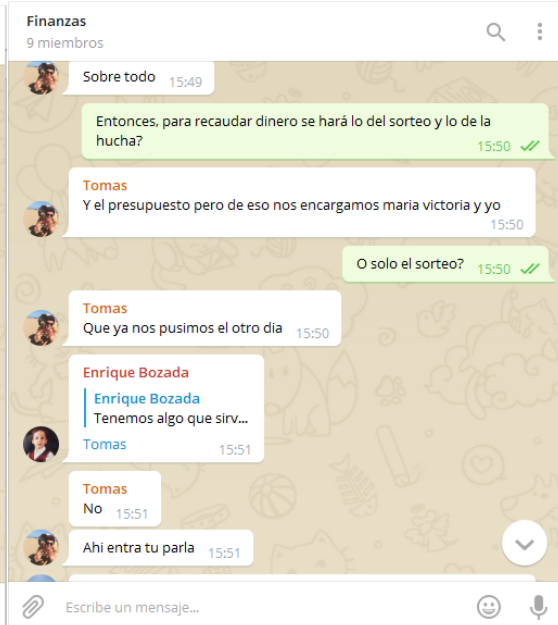 Finanzas
9 miembros
Sobre todo 15:49
Entonces, para recaudar dinero se hará lo del sorteo y lo de la
hucha?
15:50
Tomas
Y el presupuesto pero de eso nos encargamos maria victoria y yo
15:50
O solo el sorteo? 15:50
Tomas
Que ya nos pusimos el otro dia 15:50
Enrique Bozada
Enrique Bozada
Tenemos algo que sirv...
Tomas
15:51
Tomas
No 15:51
Ahi entra tu parla 15:51
Escribe un mensaje...